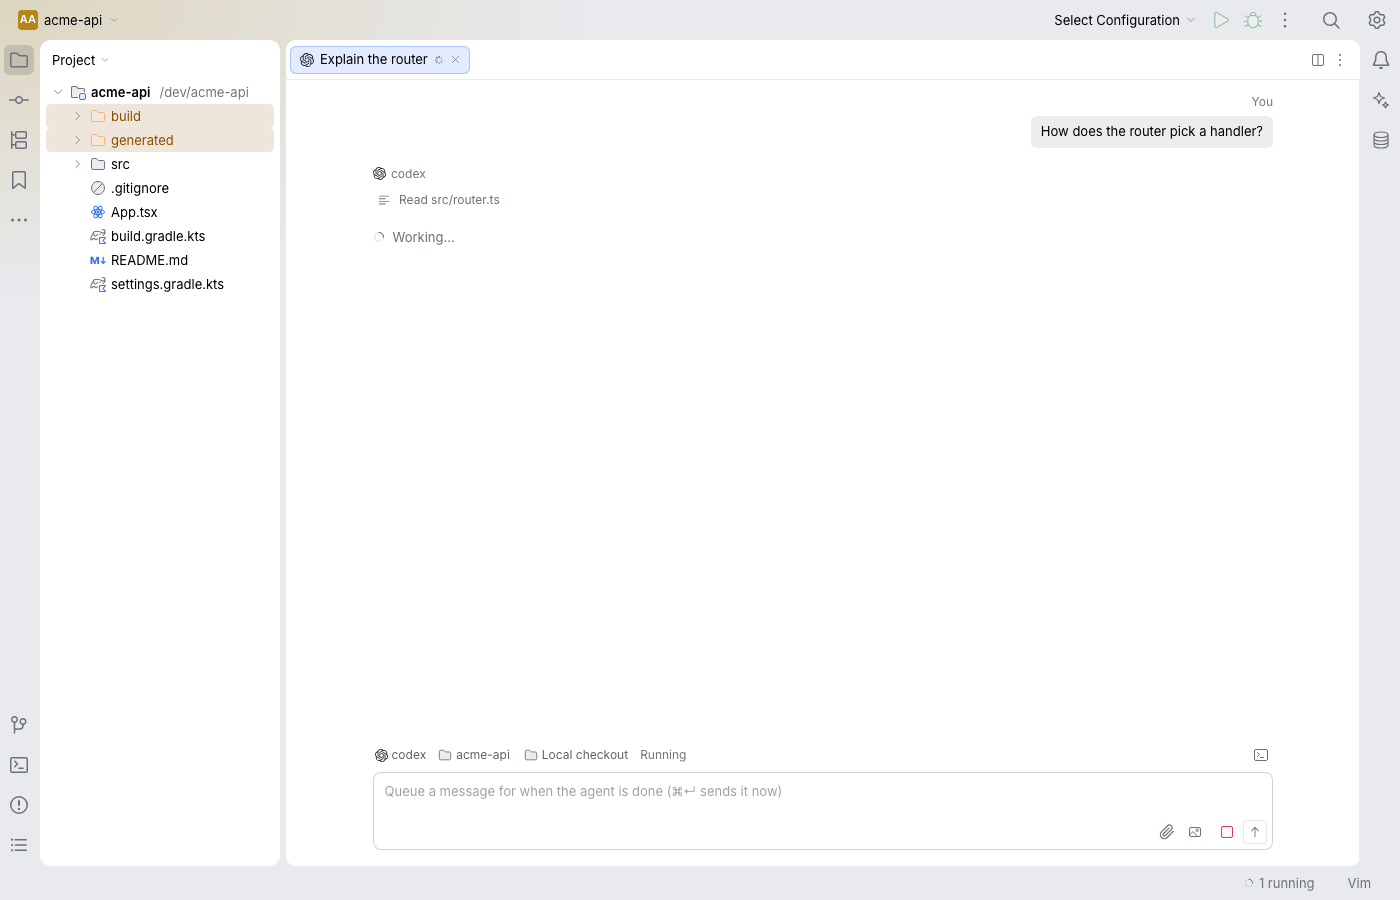 AA acme-api
Select Configuration
Project
Explain the router
acme-api /dev/acme-api
build
generated
src
.gitignore
App.tsx
build.gradle.kts
M↓ README.md
settings.gradle.kts
You
How does the router pick a handler?
codex
Read src/router.ts
Working...
codex acme-api Local checkout Running
Queue a message for when the agent is done (⌘↵ sends it now)
1 running Vim